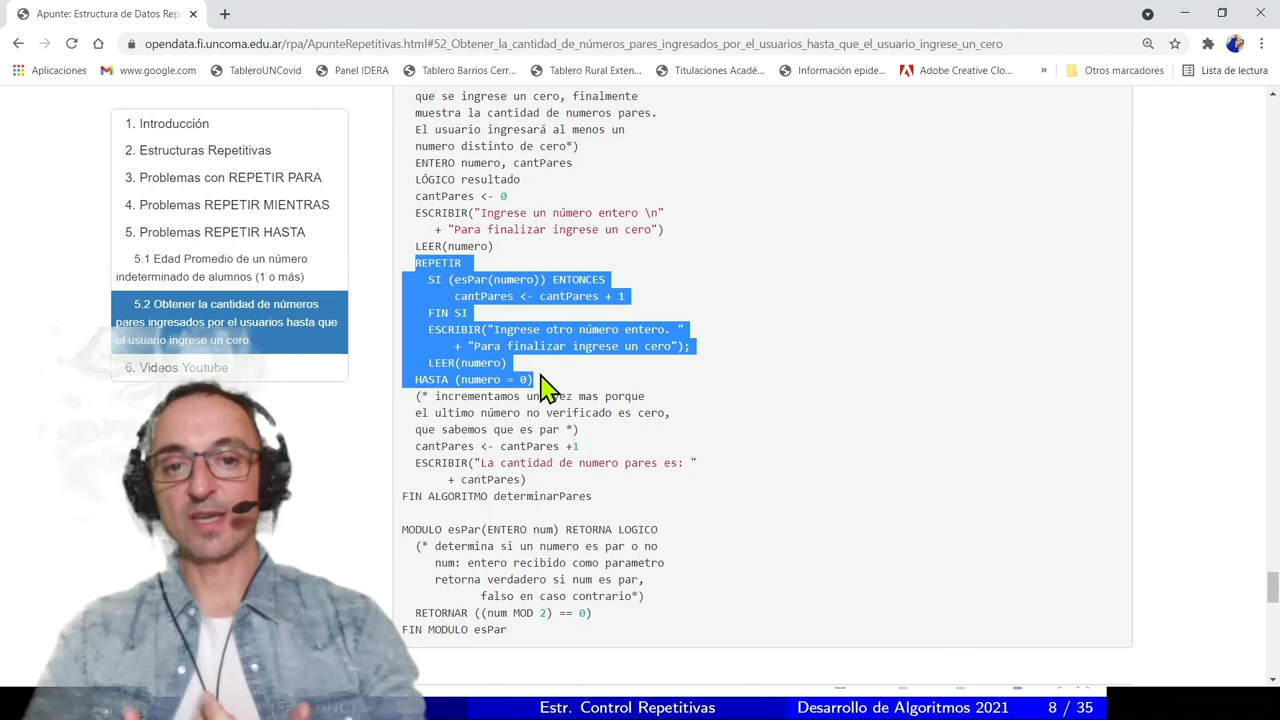 Apunte: Estructura de Datos Rep
opendata.fi.uncoma.edu.ar/rpa/ApunteRepetitivas.html#52_Obtener_la_cantidad_de_números_pares_ingresados_por_el_usuarios_hasta_que_el_usuario_ingrese_un_cero
Aplicaciones
www.google.com
TableroUNCovid
Panel IDERA
Tablero Barrios Cerr...
Tablero Rural Exten...
Titulaciones Acadé...
Información epide...
Adobe Creative Clo...
»
Otros marcadores
Lista de lectura
1. Introducción
2. Estructuras Repetitivas
3. Problemas con REPETIR PARA
4. Problemas REPETIR MIENTRAS
5. Problemas REPETIR HASTA
5.1 Edad Promedio de un número
indeterminado de alumnos (1 o más)
5.2 Obtener la cantidad de números
pares ingresados por el usuarios hasta que
el usuario ingrese un cero.
6. Videos Youtube
que se ingrese un cero, finalmente
muestra la cantidad de numeros pares.
El usuario ingresará al menos un
numero distinto de cero*)
ENTERO numero, cantPares
LÓGICO resultado
cantPares <- 0
ESCRIBIR("Ingrese un número entero \n"
+ "Para finalizar ingrese un cero")
LEER(numero)
REPETIR
SI (esPar(numero)) ENTONCES
cantPares <- cantPares + 1
FIN SI
ESCRIBIR("Ingrese otro número entero. "
+ "Para finalizar ingrese un cero");
LEER(numero)
HASTA (numero = 0)
(* incrementamos un vez mas porque
el ultimo número no verificado es cero,
que sabemos que es par *)
cantPares <- cantPares +1
ESCRIBIR("La cantidad de numero pares es: "
+ cantPares)
FIN ALGORITMO determinarPares
MODULO esPar(ENTERO num) RETORNA LOGICO
(* determina si un numero es par o no
num: entero recibido como parametro
retorna verdadero si num es par,
falso en caso contrario*)
RETORNAR ((num MOD 2) == 0)
FIN MODULO esPar
Estr. Control Repetitivas
Desarrollo de Algoritmos 2021
8 / 35